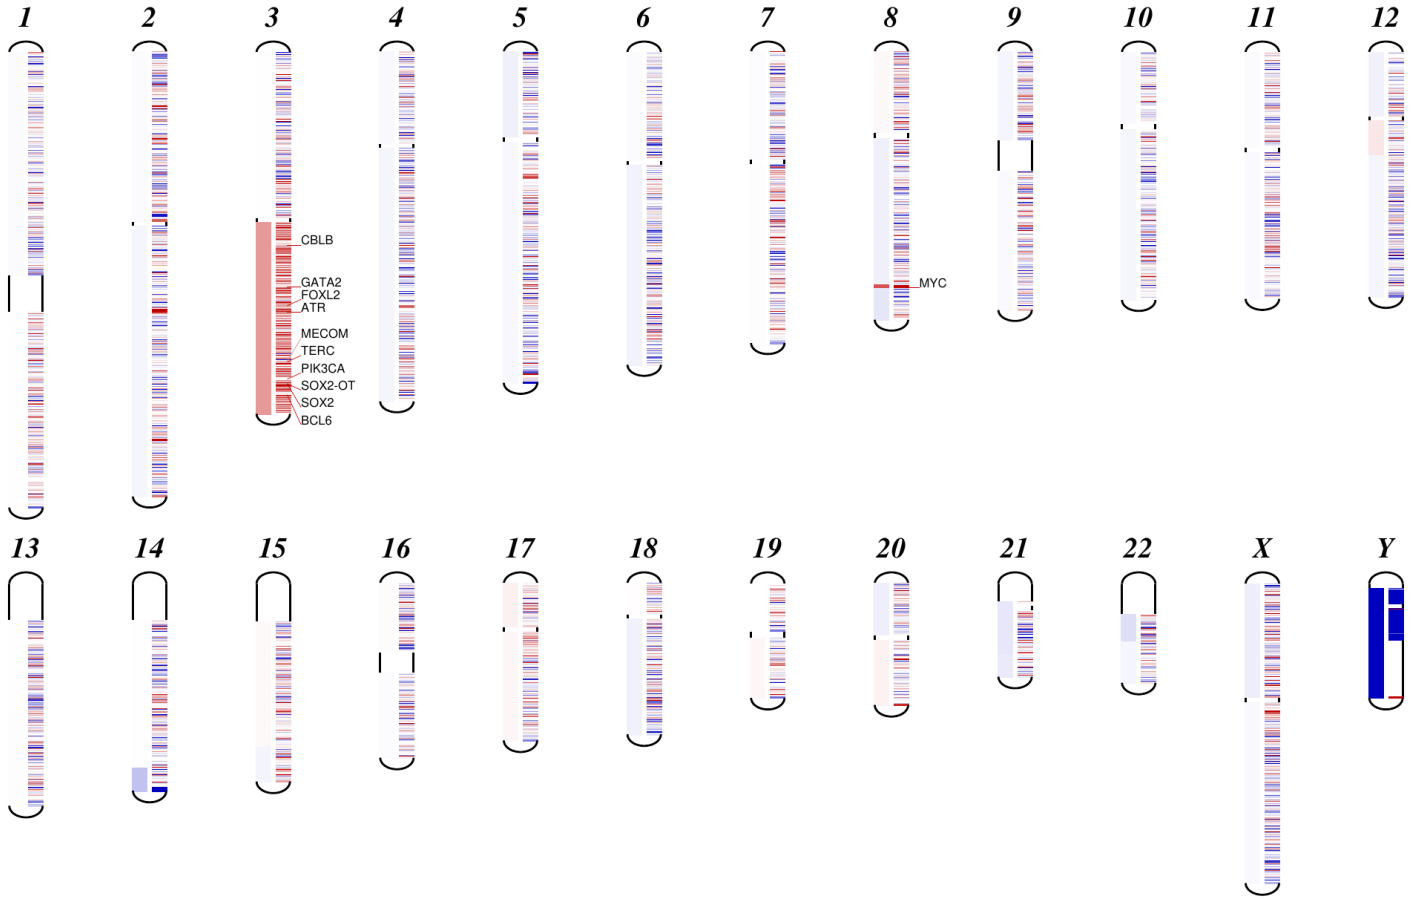 1 2 3 4 5 6 7 8 9 10 11 12
CBLB
GATA2
FOXL2
ATR
MECOM
TERC
PIK3CA
SOX2-OT
SOX2
BCL6
MYC
13 14 15 16 17 18 19 20 21 22 X Y